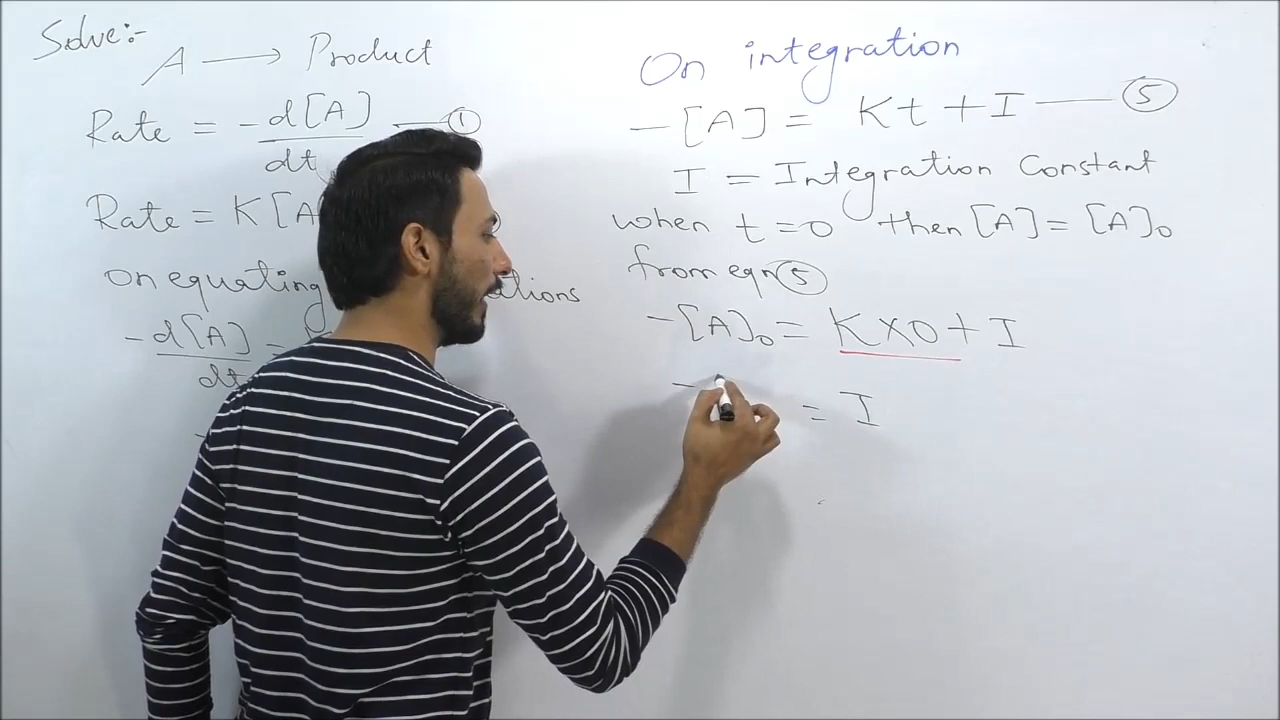 Solve:-
A → Product
Rate = - d[A]/dt — ①
Rate = K[A
on equating
ations
- d[A]/dt =
On integration
-[A] = Kt + I — ⑤
I = Integration Constant
when t = 0 then [A] = [A]₀
from eqn ⑤
-[A]₀ = K×0 + I
- = I